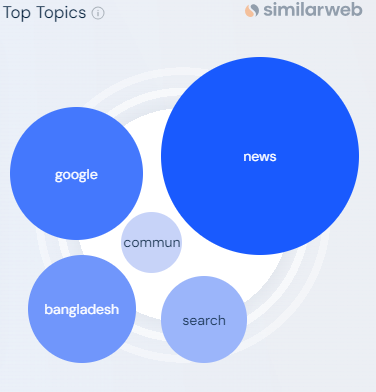 Top Topics
similarweb
news
google
commun
bangladesh
search